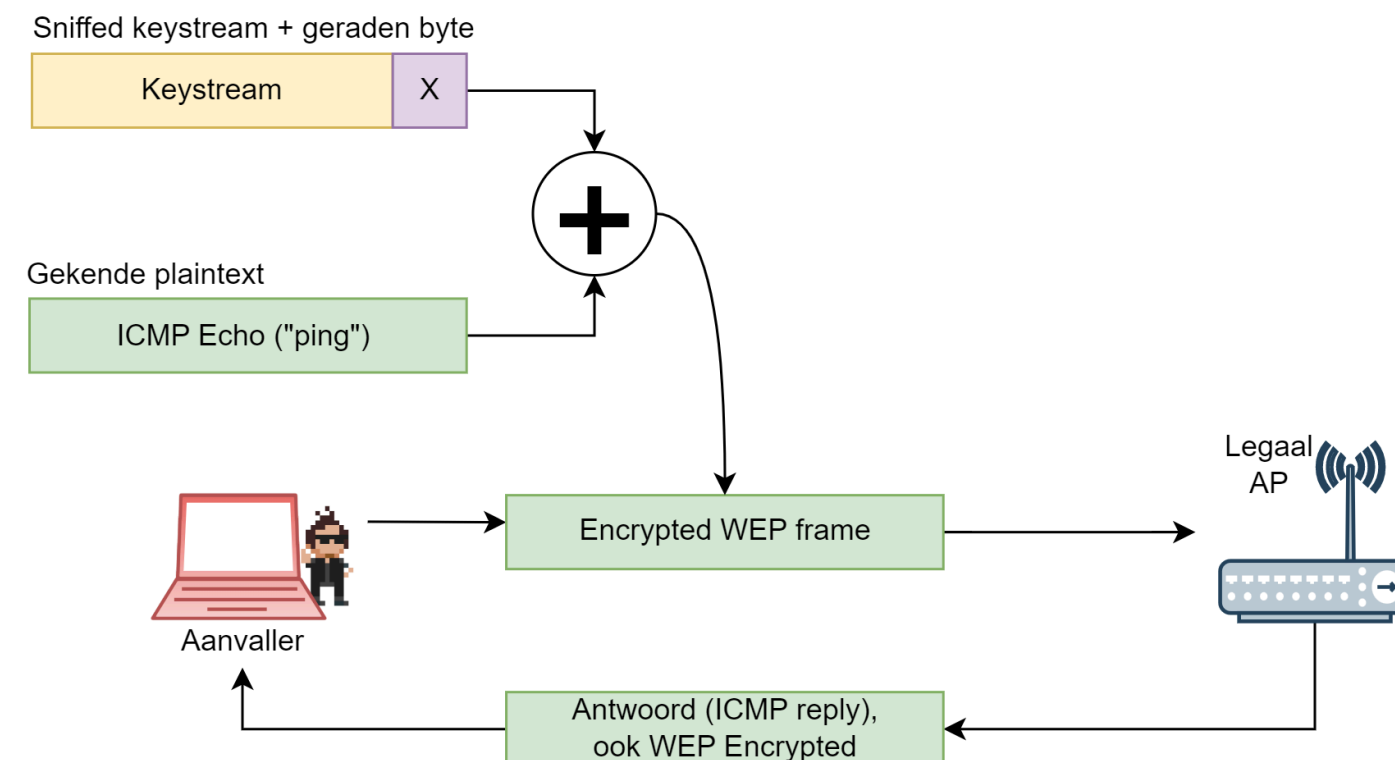 Sniffed keystream + geraden byte
Keystream
X
Gekende plaintext
ICMP Echo ("ping")
Legaal
AP
Encrypted WEP frame
Aanvaller
Antwoord (ICMP reply),
ook WEP Encrypted